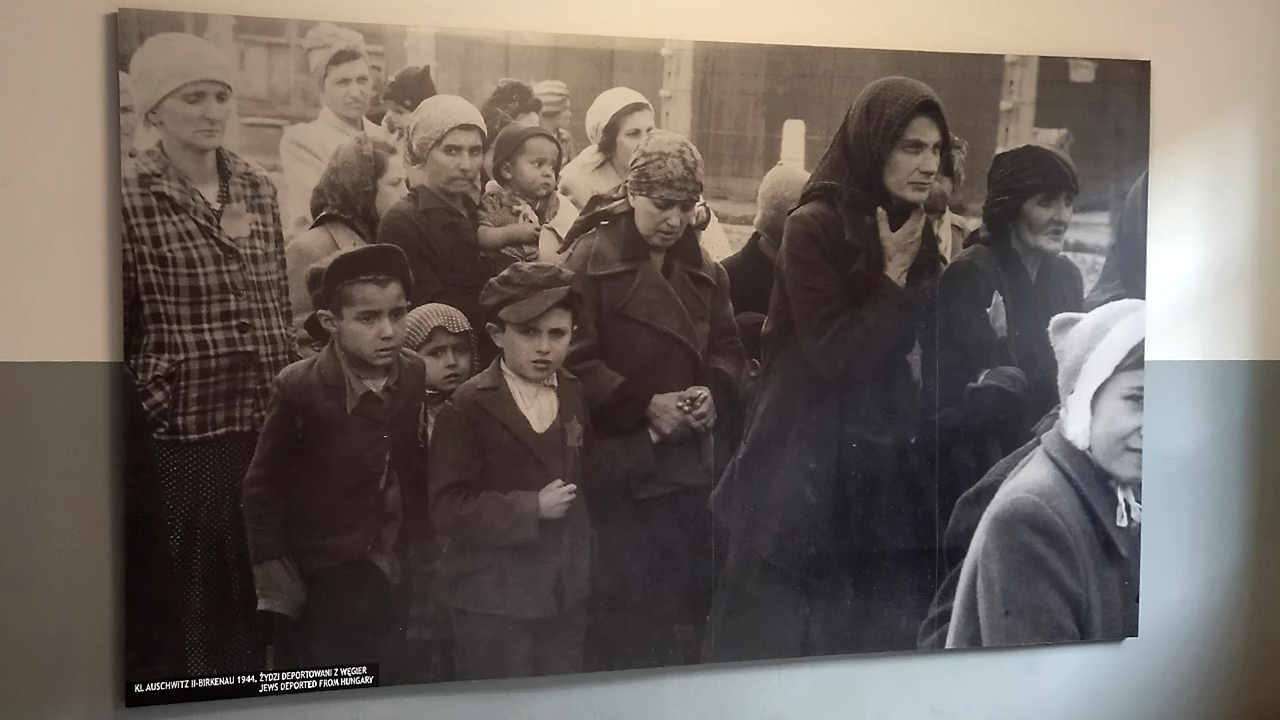 KL AUSCHWITZ II-BIRKENAU 1944. ŻYDZI DEPORTOWANI Z WĘGIER
JEWS DEPORTED FROM HUNGARY